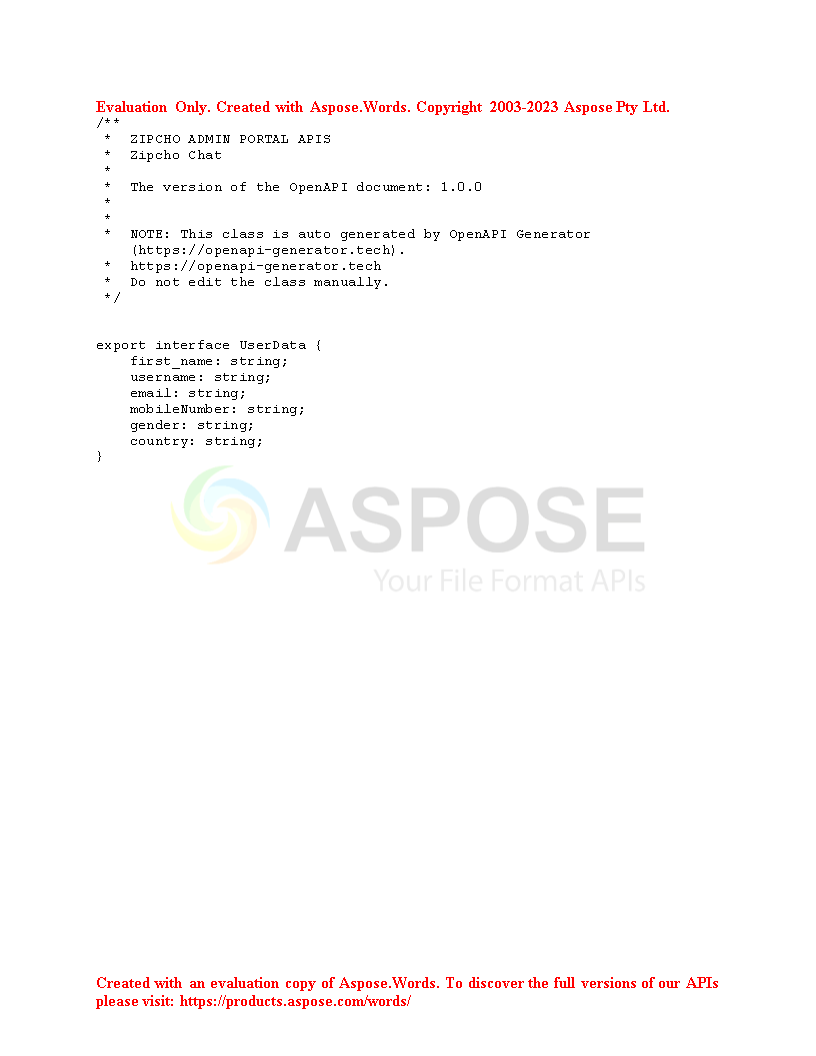 Evaluation Only. Created with Aspose.Words. Copyright 2003-2023 Aspose Pty Ltd.
/**
 *  ZIPCHO ADMIN PORTAL APIS
 *  Zipcho Chat
 *
 *  The version of the OpenAPI document: 1.0.0
 *
 *
 *  NOTE: This class is auto generated by OpenAPI Generator
    (https://openapi-generator.tech).
 *  https://openapi-generator.tech
 *  Do not edit the class manually.
 */
export interface UserData {
    first_name: string;
    username: string;
    email: string;
    mobileNumber: string;
    gender: string;
    country: string;
}
ASPOSE
Your File Format APIs
Created with an evaluation copy of Aspose.Words. To discover the full versions of our APIs
please visit: https://products.aspose.com/words/